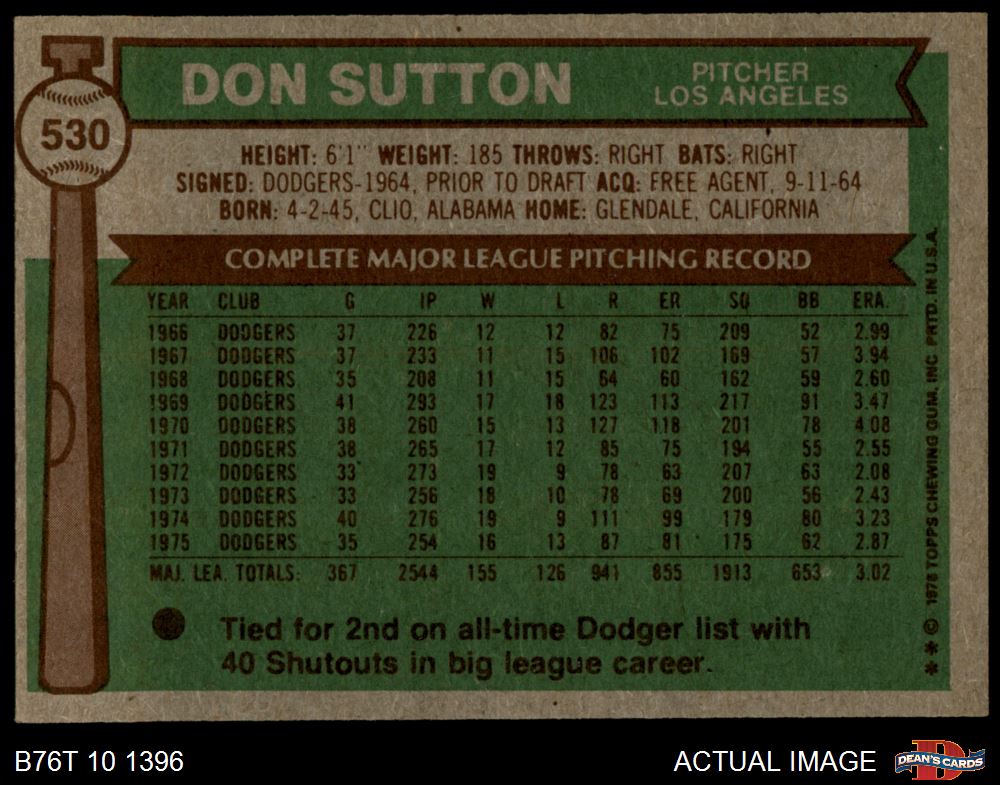 530
DON SUTTON
PITCHER
LOS ANGELES
HEIGHT: 6'1" WEIGHT: 185 THROWS: RIGHT BATS: RIGHT
SIGNED: DODGERS-1964, PRIOR TO DRAFT ACQ: FREE AGENT, 9-11-64
BORN: 4-2-45, CLIO, ALABAMA HOME: GLENDALE, CALIFORNIA
COMPLETE MAJOR LEAGUE PITCHING RECORD
YEAR CLUB G IP W L R ER SO BB ERA.
1966 DODGERS 37 226 12 12 82 75 209 52 2.99
1967 DODGERS 37 233 11 15 106 102 169 57 3.94
1968 DODGERS 35 208 11 15 64 60 162 59 2.60
1969 DODGERS 41 293 17 18 123 113 217 91 3.47
1970 DODGERS 38 260 15 13 127 118 201 78 4.08
1971 DODGERS 38 265 17 12 85 75 194 55 2.55
1972 DODGERS 33 273 19 9 78 63 207 63 2.08
1973 DODGERS 33 256 18 10 78 69 200 56 2.43
1974 DODGERS 40 276 19 9 111 99 179 80 3.23
1975 DODGERS 35 254 16 13 87 81 175 62 2.87
MAJ. LEA. TOTALS: 367 2544 155 126 941 855 1913 653 3.02
Tied for 2nd on all-time Dodger list with
40 Shutouts in big league career.
** © 1976 TOPPS CHEWING GUM, INC. PRTD. IN U.S.A.
B76T 10 1396
ACTUAL IMAGE
D
DEAN'S CARDS